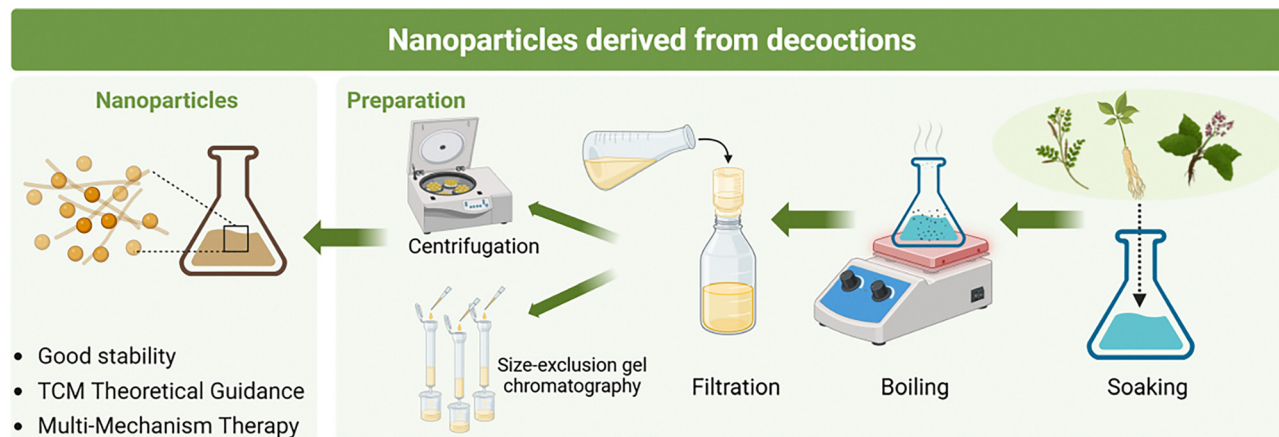 Nanoparticles derived from decoctions
Nanoparticles
Good stability
TCM Theoretical Guidance
Multi-Mechanism Therapy
Preparation
Centrifugation
Size-exclusion gel
chromatography
Filtration
Boiling
Soaking